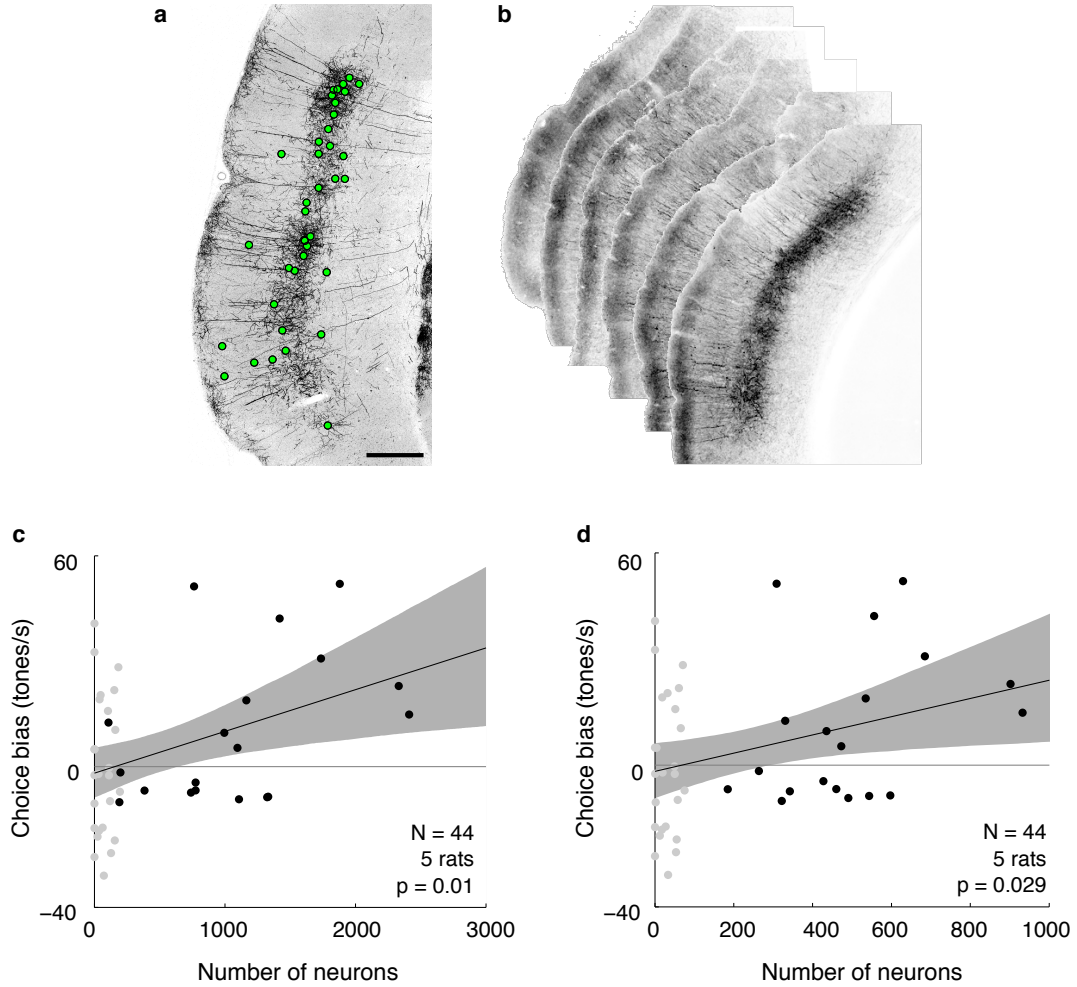 a
b
c
60
0
−40
Choice bias (tones/s)
N = 44
5 rats
p = 0.01
0
1000
2000
3000
Number of neurons
d
60
0
−40
Choice bias (tones/s)
N = 44
5 rats
p = 0.029
0
200
400
600
800
1000
Number of neurons